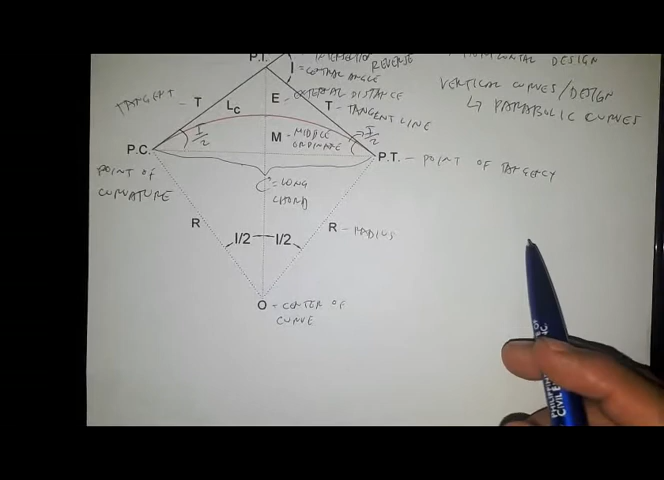 P.I.
HORIZONTAL DESIGN
REVERSE
I = CENTRAL ANGLE
VERTICAL CURVES/DESIGN
↳ PARABOLIC CURVES
TANGENT - T
LC
E - EXTERNAL DISTANCE
T - TANGENT LINE
I/2
M - MIDDLE
ORDINATE
I/2
P.C.
P.T. - POINT OF TANGENCY
POINT OF
CURVATURE
C = LONG
CHORD
R
I/2
I/2
R - RADIUS
O - CENTER OF
CURVE